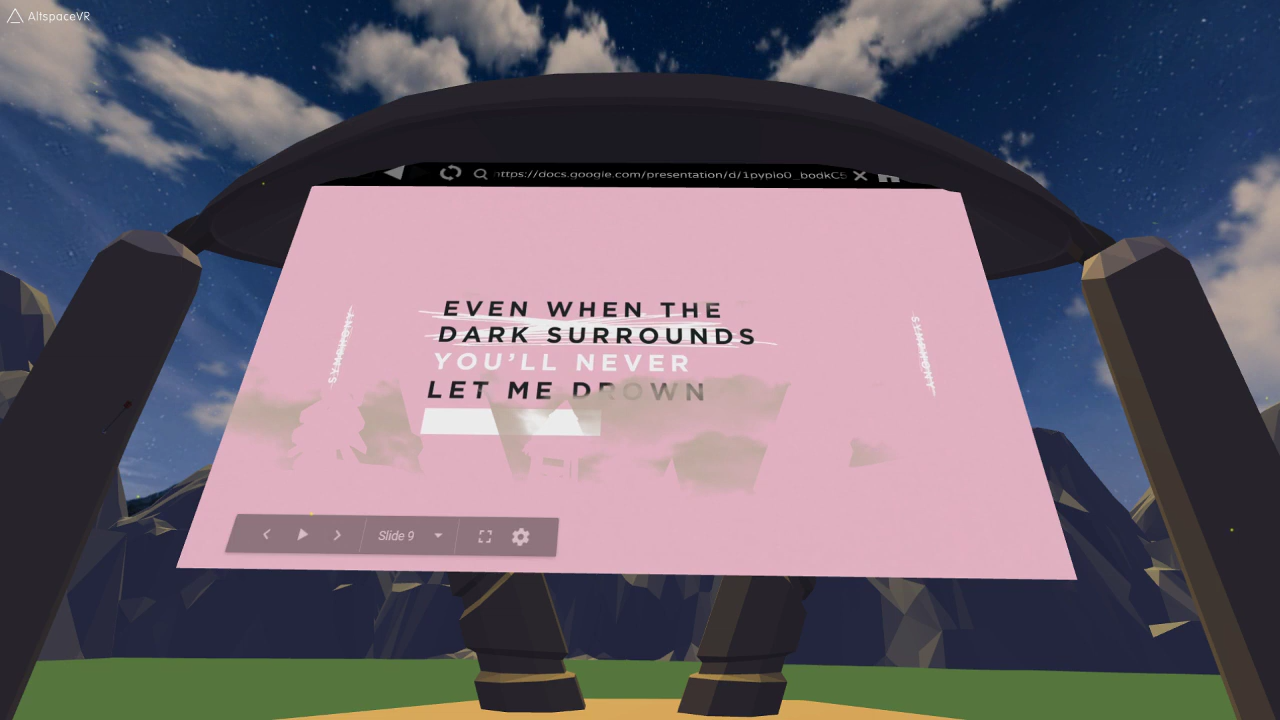 AltspaceVR
https://docs.google.com/presentation/d/1pypio0_bodkC5
EVEN WHEN THE
DARK SURROUNDS
YOU'LL NEVER
LET ME DROWN
SYMPHONY
SYMPHONY
Slide 9